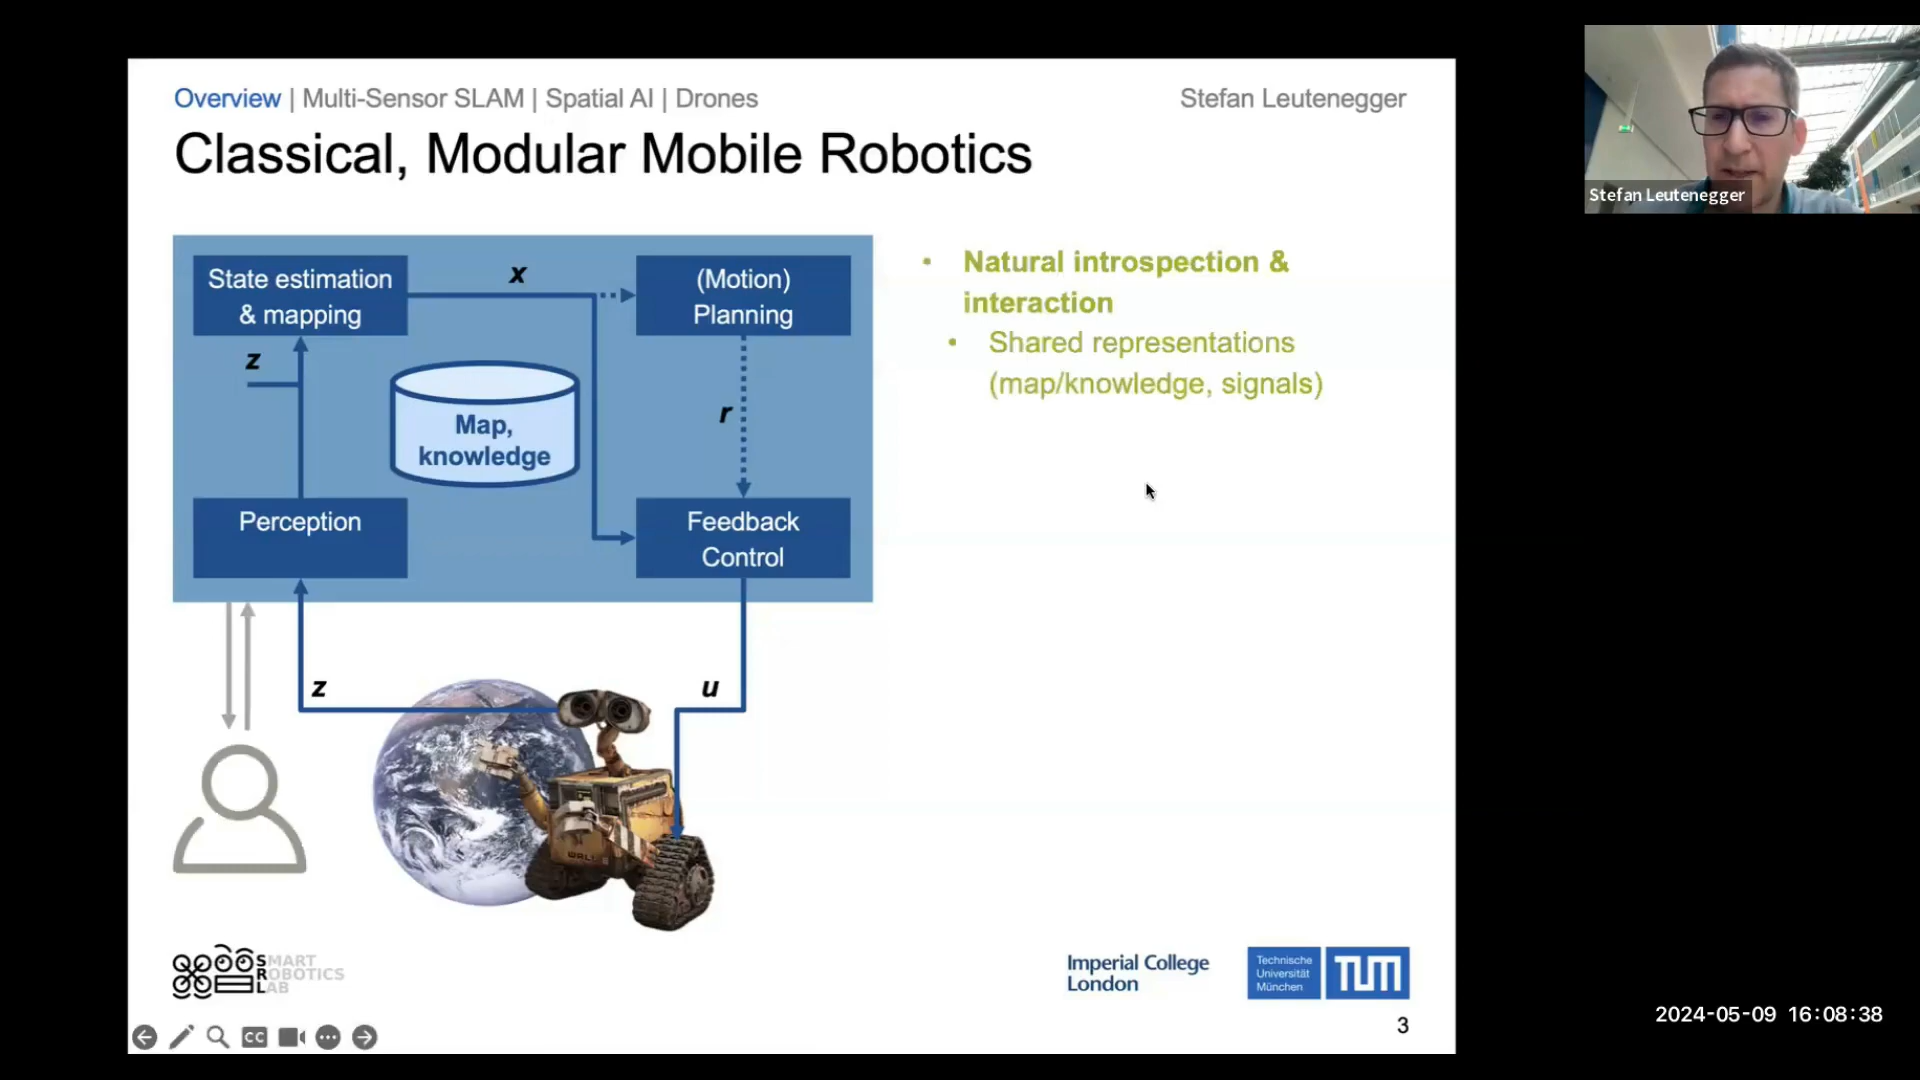 Overview | Multi-Sensor SLAM | Spatial AI | Drones
Stefan Leutenegger
Classical, Modular Mobile Robotics
State estimation
& mapping
x
(Motion)
Planning
z
Map,
knowledge
r
Perception
Feedback
Control
z
u
WALL
• Natural introspection &
interaction
• Shared representations
(map/knowledge, signals)
SMART
ROBOTICS
LAB
Imperial College
London
Technische
Universität
München
TUM
3
CC
Stefan Leutenegger
2024-05-09 16:08:38